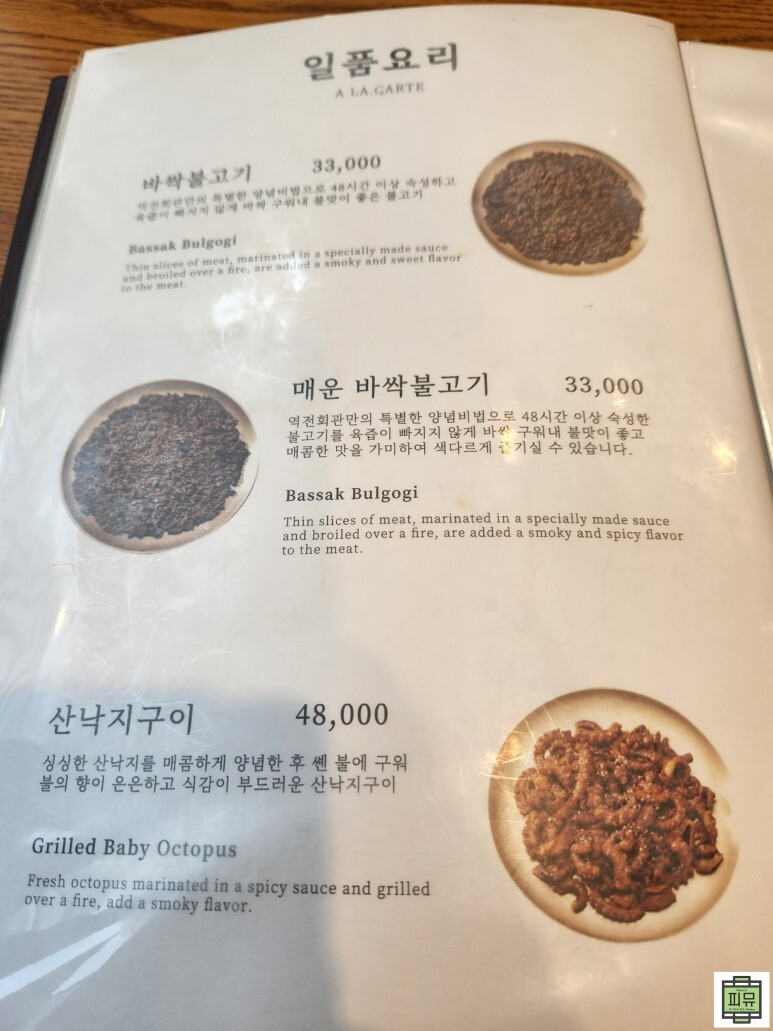 일품요리
A LA CARTE
바싹불고기 33,000
역전회관만의 특별한 양념비법으로 48시간 이상 숙성하고
육즙이 빠지지 않게 바싹 구워내 불맛이 좋은 불고기
Bassak Bulgogi
Thin slices of meat, marinated in a specially made sauce
and broiled over a fire, are added a smoky and sweet flavor
to the meat.
매운 바싹불고기 33,000
역전회관만의 특별한 양념비법으로 48시간 이상 숙성한
불고기를 육즙이 빠지지 않게 바싹 구워내 불맛이 좋고
매콤한 맛을 가미하여 색다르게 즐기실 수 있습니다.
Bassak Bulgogi
Thin slices of meat, marinated in a specially made sauce
and broiled over a fire, are added a smoky and spicy flavor
to the meat.
산낙지구이 48,000
싱싱한 산낙지를 매콤하게 양념한 후 쎈 불에 구워
불의 향이 은은하고 식감이 부드러운 산낙지구이
Grilled Baby Octopus
Fresh octopus marinated in a spicy sauce and grilled
over a fire, add a smoky flavor.
피뮤